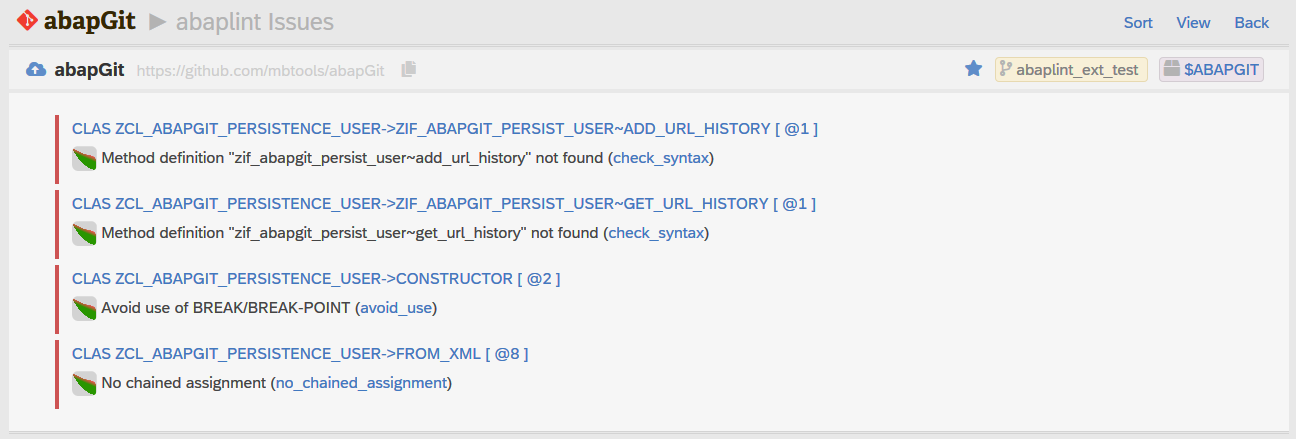 abapGit ▶ abaplint Issues Sort View Back
abapGit https://github.com/mbtools/abapGit abaplint_ext_test $ABAPGIT
CLAS ZCL_ABAPGIT_PERSISTENCE_USER->ZIF_ABAPGIT_PERSIST_USER~ADD_URL_HISTORY [ @1 ]
Method definition "zif_abapgit_persist_user~add_url_history" not found (check_syntax)
CLAS ZCL_ABAPGIT_PERSISTENCE_USER->ZIF_ABAPGIT_PERSIST_USER~GET_URL_HISTORY [ @1 ]
Method definition "zif_abapgit_persist_user~get_url_history" not found (check_syntax)
CLAS ZCL_ABAPGIT_PERSISTENCE_USER->CONSTRUCTOR [ @2 ]
Avoid use of BREAK/BREAK-POINT (avoid_use)
CLAS ZCL_ABAPGIT_PERSISTENCE_USER->FROM_XML [ @8 ]
No chained assignment (no_chained_assignment)